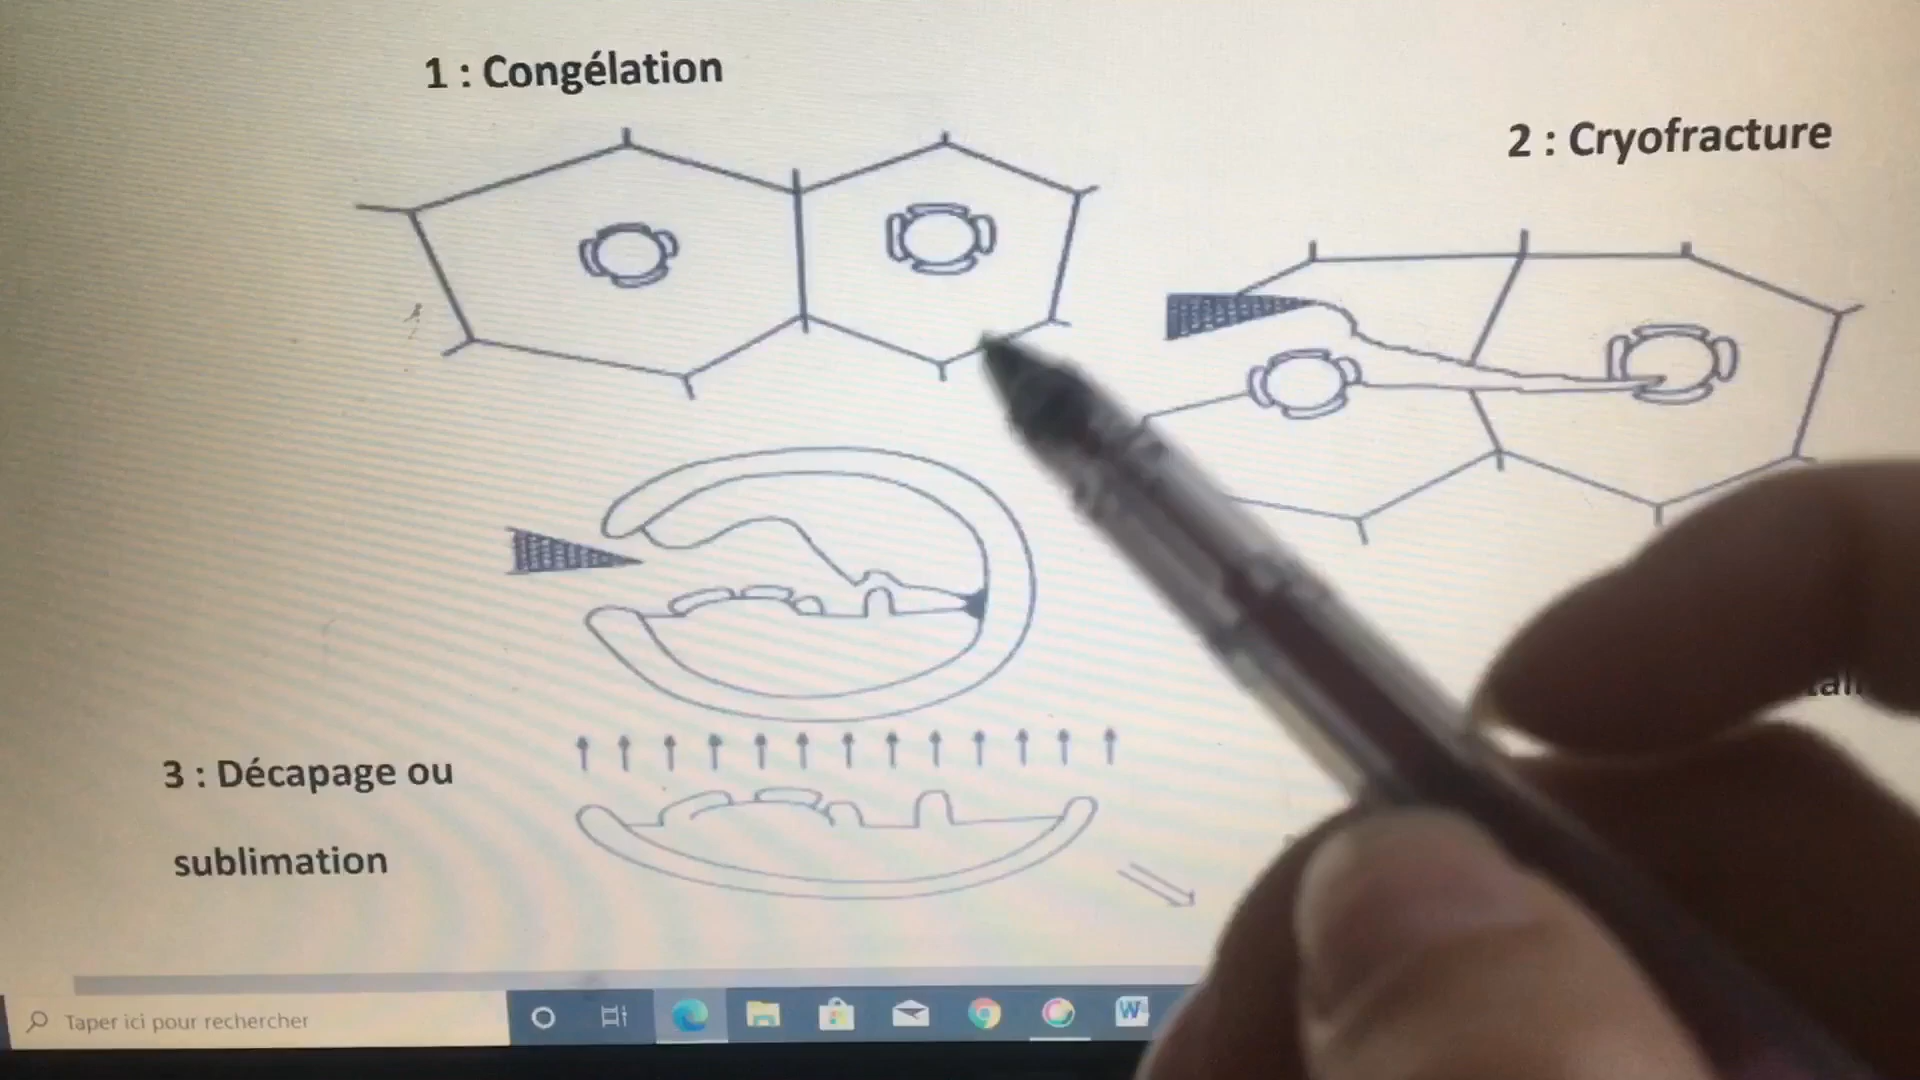 1 : Congélation
2 : Cryofracture
3 : Décapage ou
sublimation
Taper ici pour rechercher
W